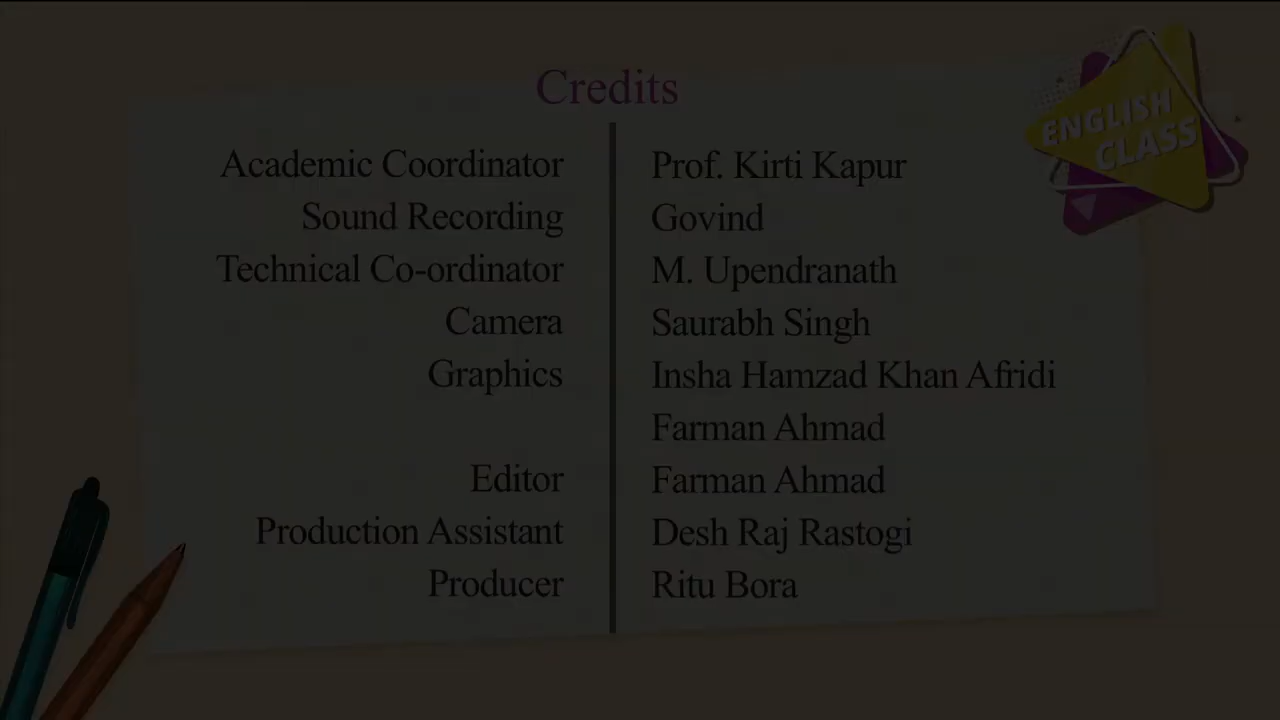 Credits
ENGLISH
CLASS
Academic Coordinator Prof. Kirti Kapur
Sound Recording Govind
Technical Co-ordinator M. Upendranath
Camera Saurabh Singh
Graphics Insha Hamzad Khan Afridi
Farman Ahmad
Editor Farman Ahmad
Production Assistant Desh Raj Rastogi
Producer Ritu Bora